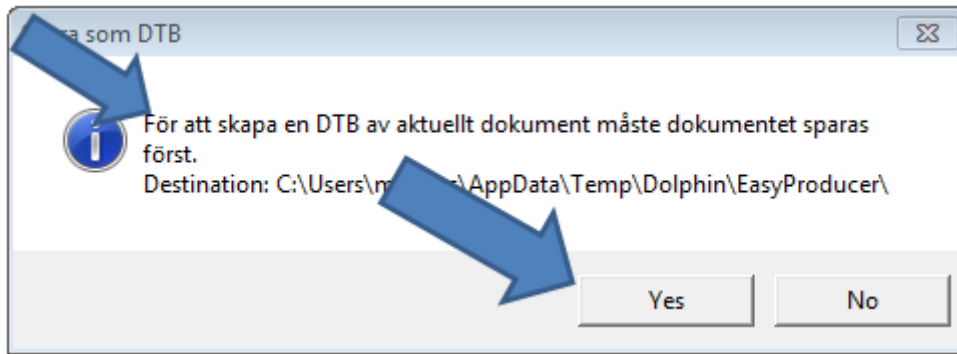 som DTB
För att skapa en DTB av aktuellt dokument måste dokumentet sparas
först.
Destination: C:\Users\ \AppData\Temp\Dolphin\EasyProducer\
Yes
No